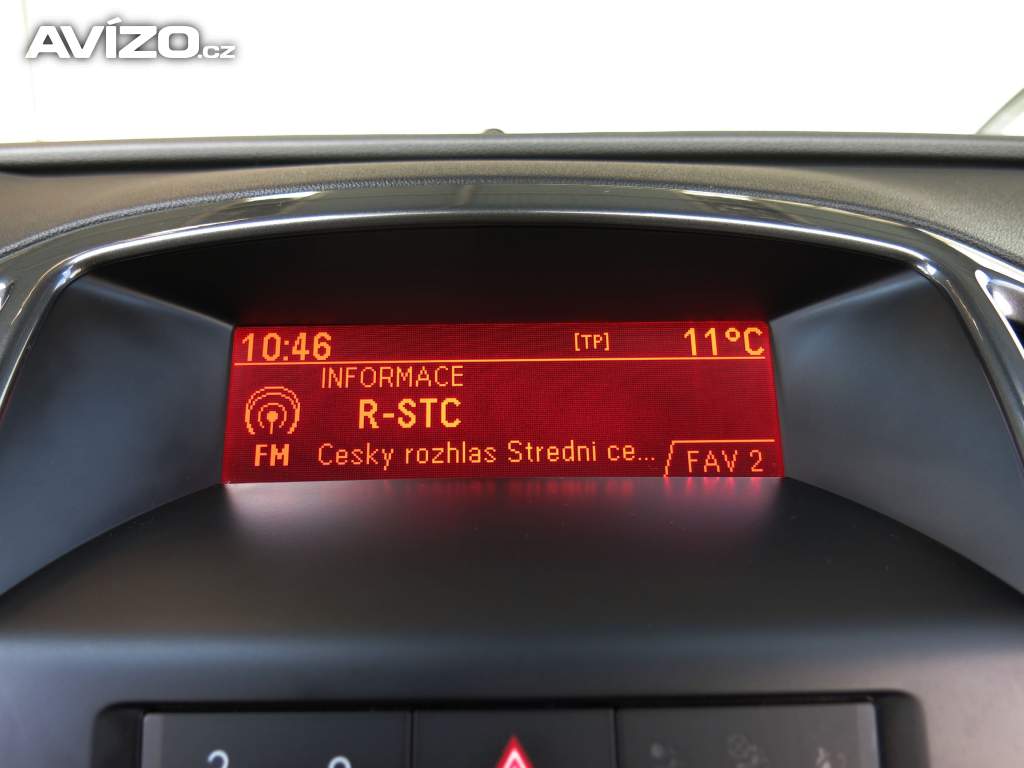 AVÍZO.cz
10:46 [TP] 11°C
INFORMACE
R-STC
FM Cesky rozhlas Stredni ce... FAV 2